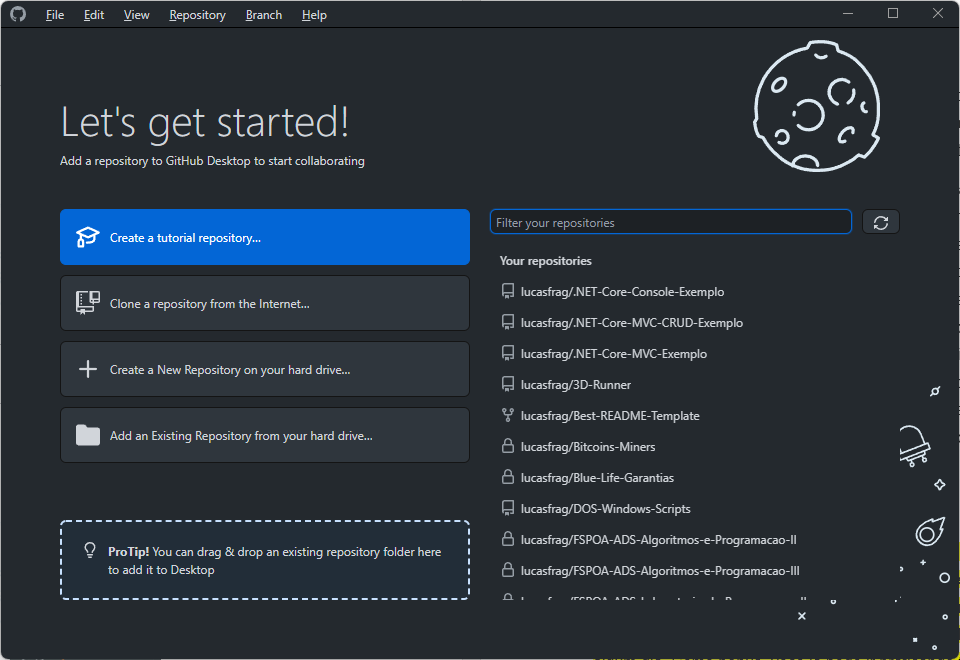 File Edit View Repository Branch Help
Let's get started!
Add a repository to GitHub Desktop to start collaborating
Create a tutorial repository...
Clone a repository from the Internet...
Create a New Repository on your hard drive...
Add an Existing Repository from your hard drive...
ProTip! You can drag & drop an existing repository folder here
to add it to Desktop
Filter your repositories
Your repositories
lucasfrag/.NET-Core-Console-Exemplo
lucasfrag/.NET-Core-MVC-CRUD-Exemplo
lucasfrag/.NET-Core-MVC-Exemplo
lucasfrag/3D-Runner
lucasfrag/Best-README-Template
lucasfrag/Bitcoins-Miners
lucasfrag/Blue-Life-Garantias
lucasfrag/DOS-Windows-Scripts
lucasfrag/FSPOA-ADS-Algoritmos-e-Programacao-II
lucasfrag/FSPOA-ADS-Algoritmos-e-Programacao-III